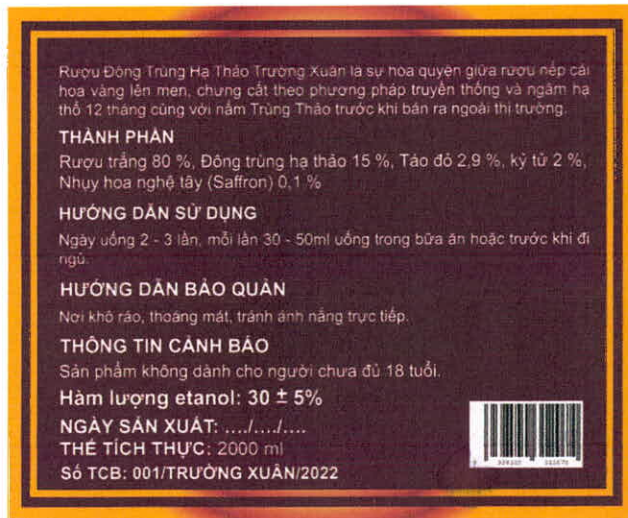 Rượu Đông Trùng Hạ Thảo Trường Xuân là sự hòa quyện giữa rượu nếp cái
hoa vàng lên men, chưng cất theo phương pháp truyền thống và ngâm hạ
thổ 12 tháng cùng với nấm Trùng Thảo trước khi bán ra ngoài thị trường.
THÀNH PHẦN
Rượu trắng 80 %, Đông trùng hạ thảo 15 %, Táo đỏ 2,9 %, kỷ tử 2 %,
Nhụy hoa nghệ tây (Saffron) 0,1 %
HƯỚNG DẪN SỬ DỤNG
Ngày uống 2 - 3 lần, mỗi lần 30 - 50ml uống trong bữa ăn hoặc trước khi đi
ngủ.
HƯỚNG DẪN BẢO QUẢN
Nơi khô ráo, thoáng mát, tránh ánh nắng trực tiếp.
THÔNG TIN CẢNH BÁO
Sản phẩm không dành cho người chưa đủ 18 tuổi.
Hàm lượng etanol: 30 ± 5%
NGÀY SẢN XUẤT: ..../..../....
THỂ TÍCH THỰC: 2000 ml
Số TCB: 001/TRƯỜNG XUÂN/2022